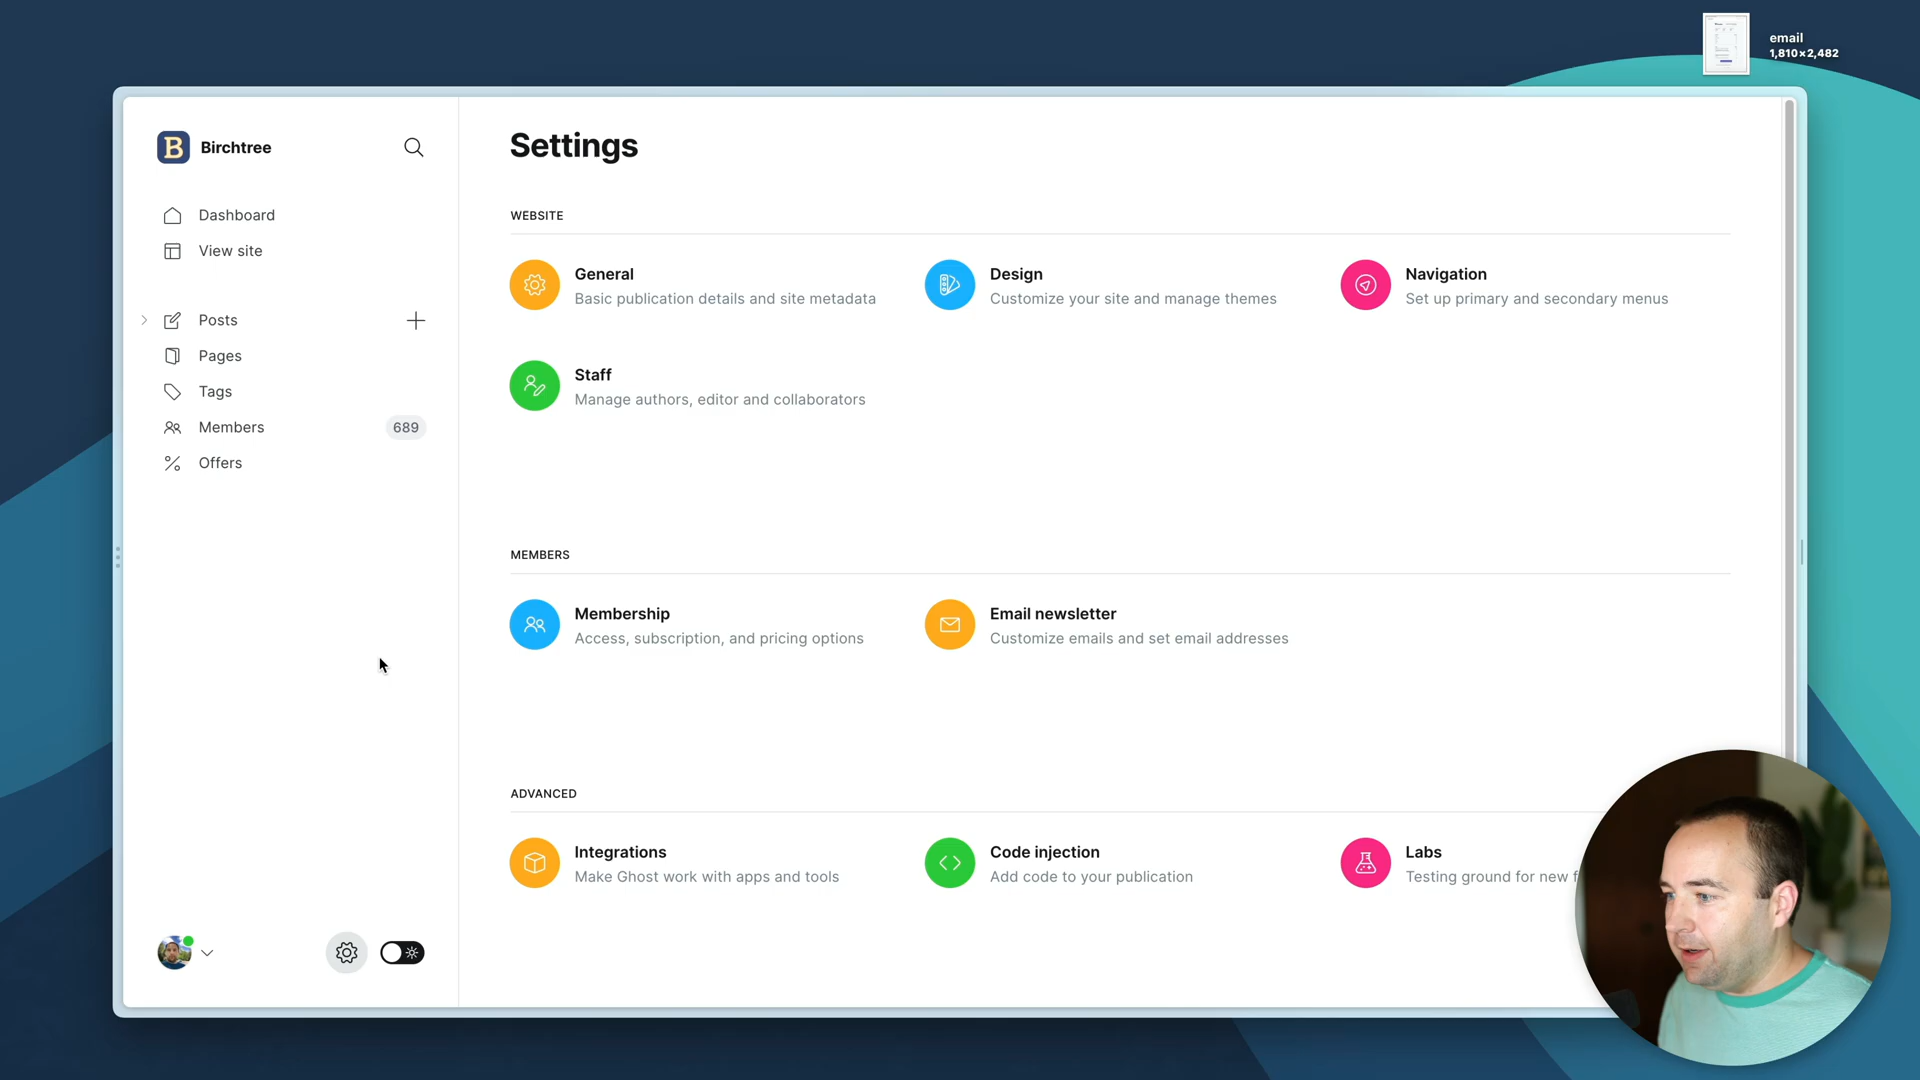 email
1,810×2,482
B Birchtree
Dashboard
View site
Posts
Pages
Tags
Members 689
Offers
Settings
WEBSITE
General
Basic publication details and site metadata
Design
Customize your site and manage themes
Navigation
Set up primary and secondary menus
Staff
Manage authors, editor and collaborators
MEMBERS
Membership
Access, subscription, and pricing options
Email newsletter
Customize emails and set email addresses
ADVANCED
Integrations
Make Ghost work with apps and tools
Code injection
Add code to your publication
Labs
Testing ground for new